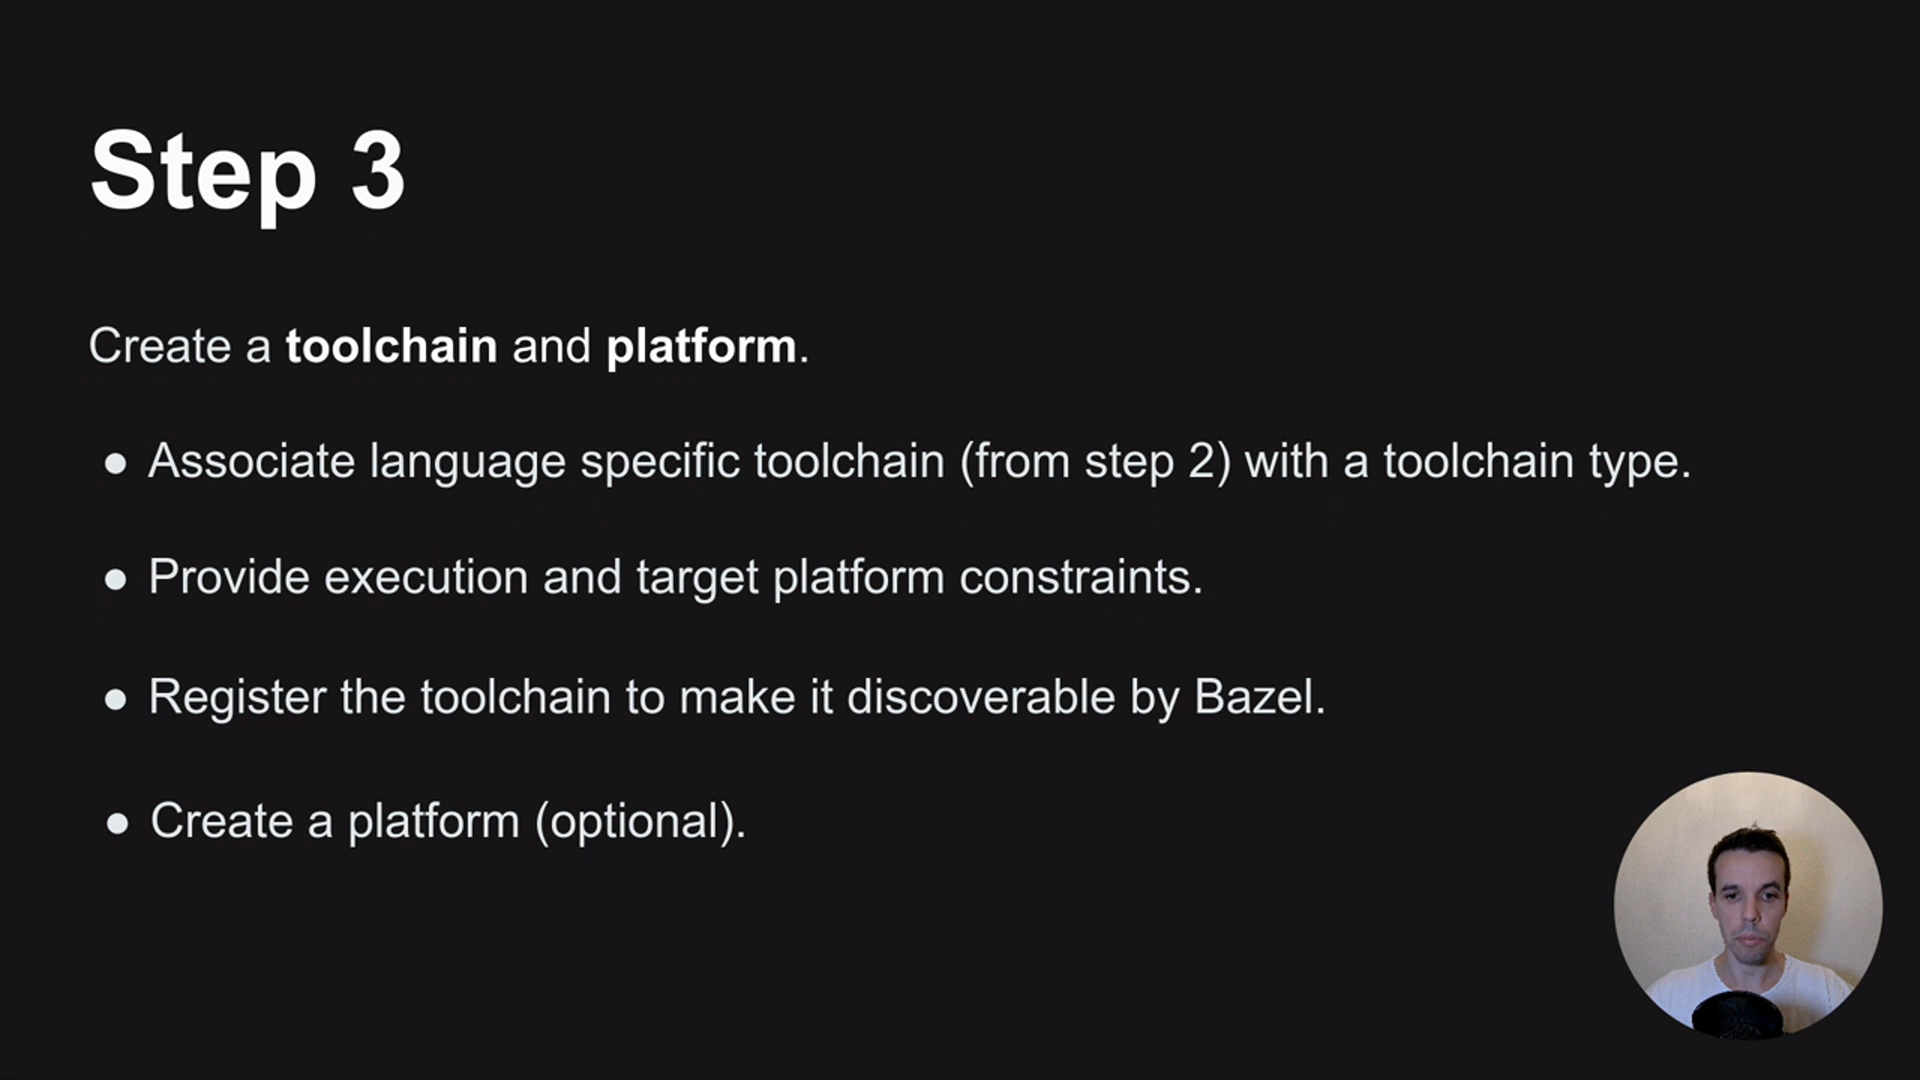 Step 3
Create a toolchain and platform.
● Associate language specific toolchain (from step 2) with a toolchain type.
● Provide execution and target platform constraints.
● Register the toolchain to make it discoverable by Bazel.
● Create a platform (optional).